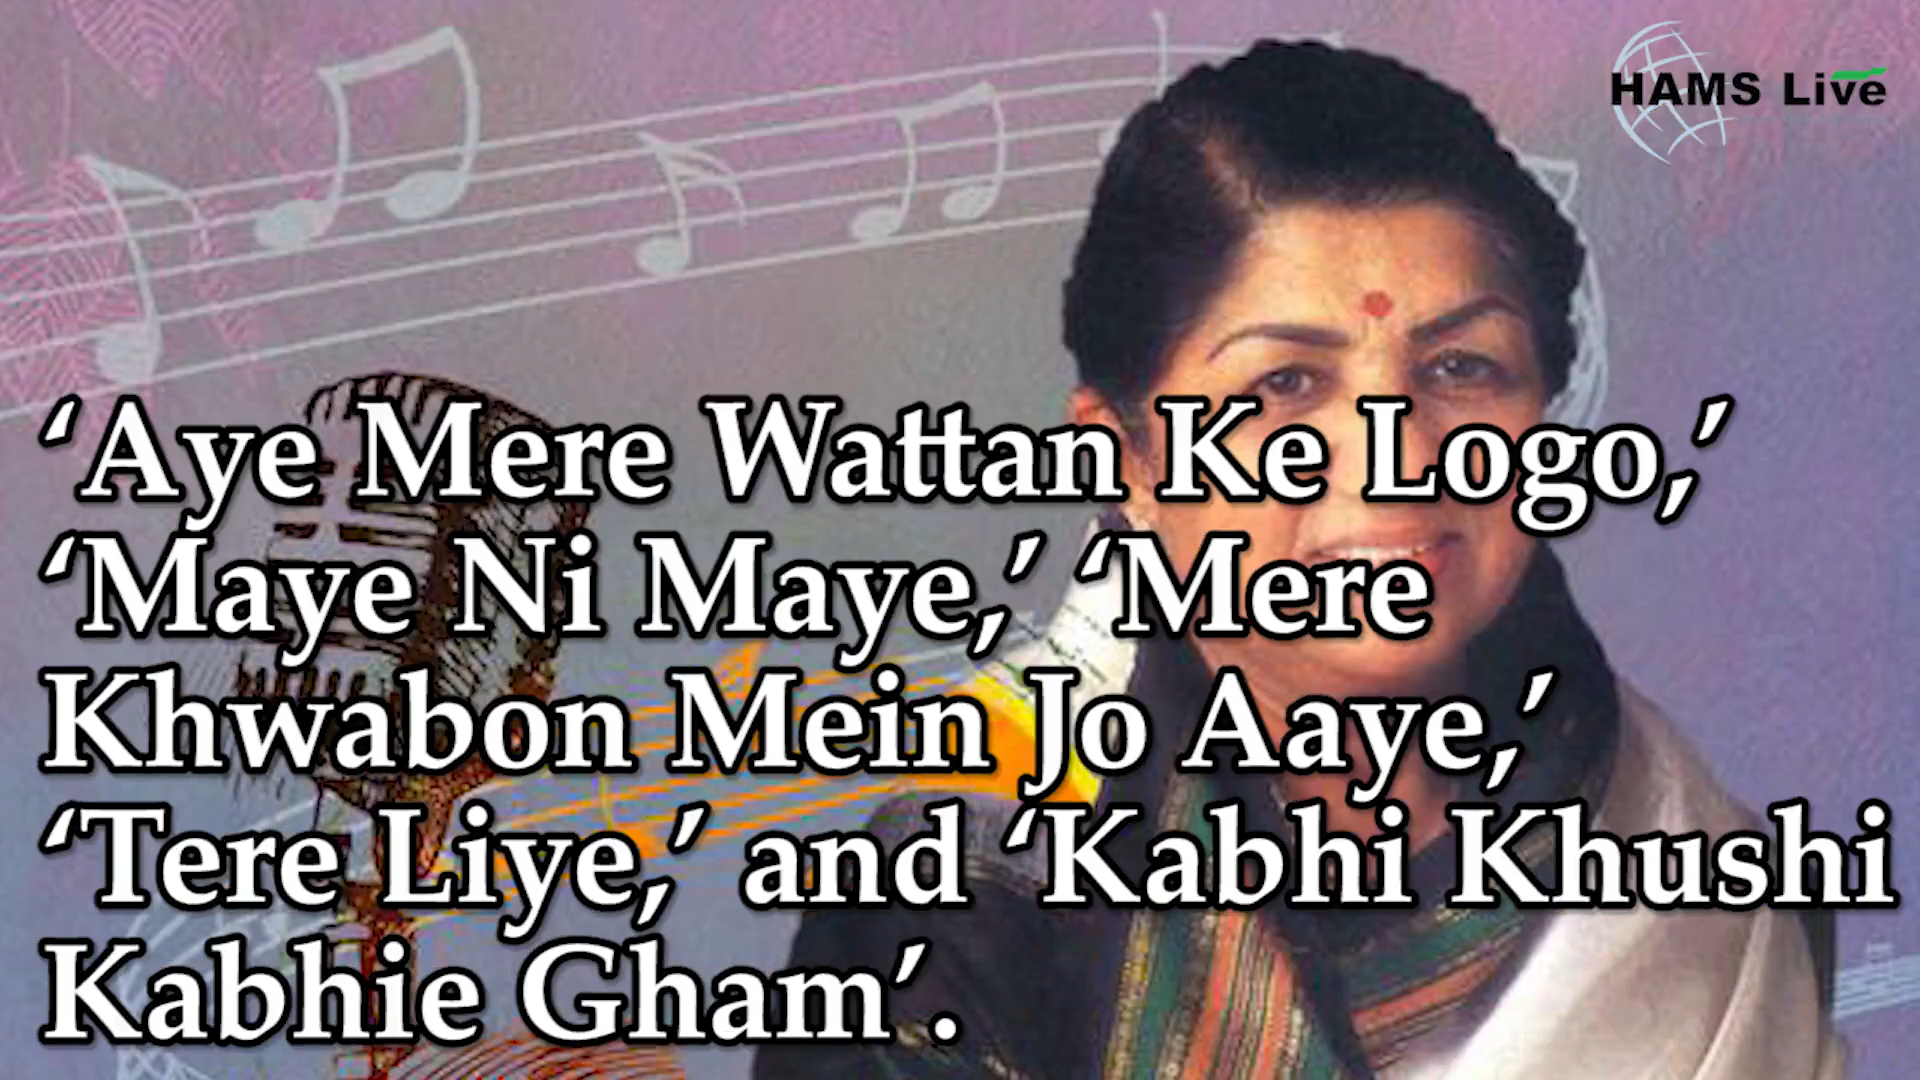 HAMS Live
‘Aye Mere Wattan Ke Logo,’
‘Maye Ni Maye,’ ‘Mere
Khwabon Mein Jo Aaye,’
‘Tere Liye,’ and ‘Kabhi Khushi
Kabhie Gham’.